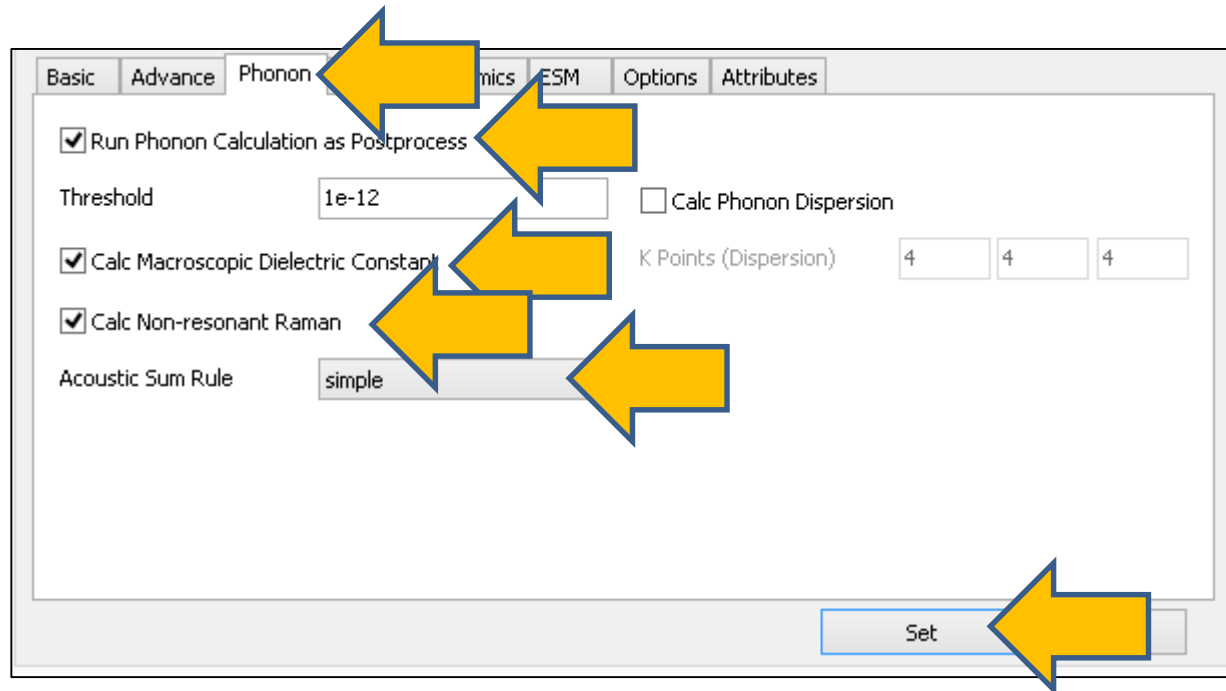 Basic Advance Phonon mics ESM Options Attributes
Run Phonon Calculation as Postprocess
Threshold 1e-12 Calc Phonon Dispersion
Calc Macroscopic Dielectric Constant K Points (Dispersion) 4 4 4
Calc Non-resonant Raman
Acoustic Sum Rule simple
Set